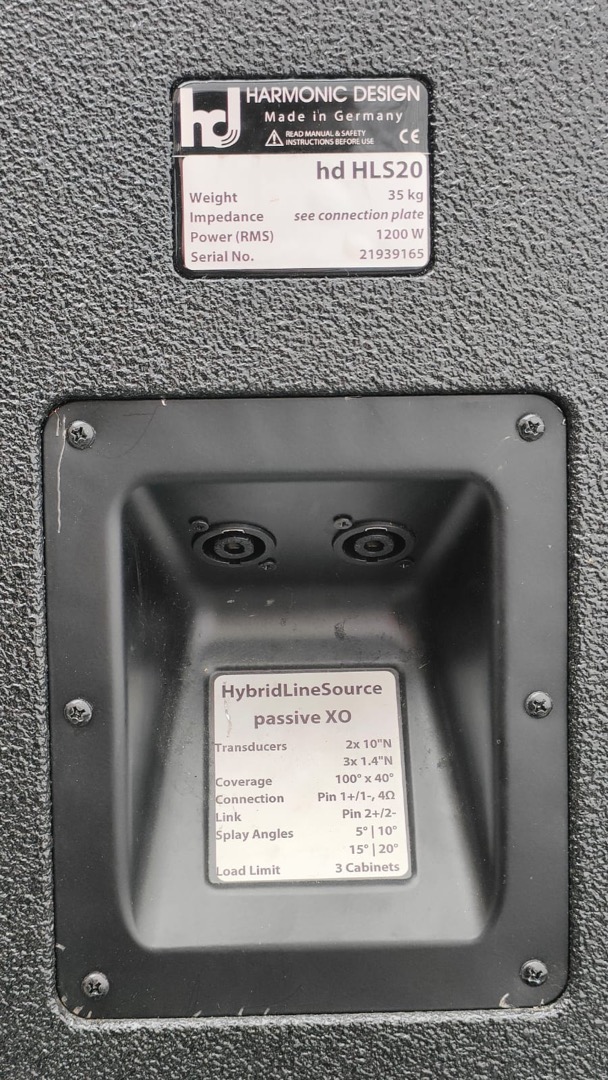 hd HARMONIC DESIGN
Made in Germany
READ MANUAL & SAFETY
INSTRUCTIONS BEFORE USE CE
hd HLS20
Weight 35 kg
Impedance see connection plate
Power (RMS) 1200 W
Serial No. 21939165
HybridLineSource
passive XO
Transducers 2x 10"N
3x 1.4"N
Coverage 100° x 40°
Connection Pin 1+/1-, 4Ω
Link Pin 2+/2-
Splay Angles 5° | 10°
15° | 20°
Load Limit 3 Cabinets